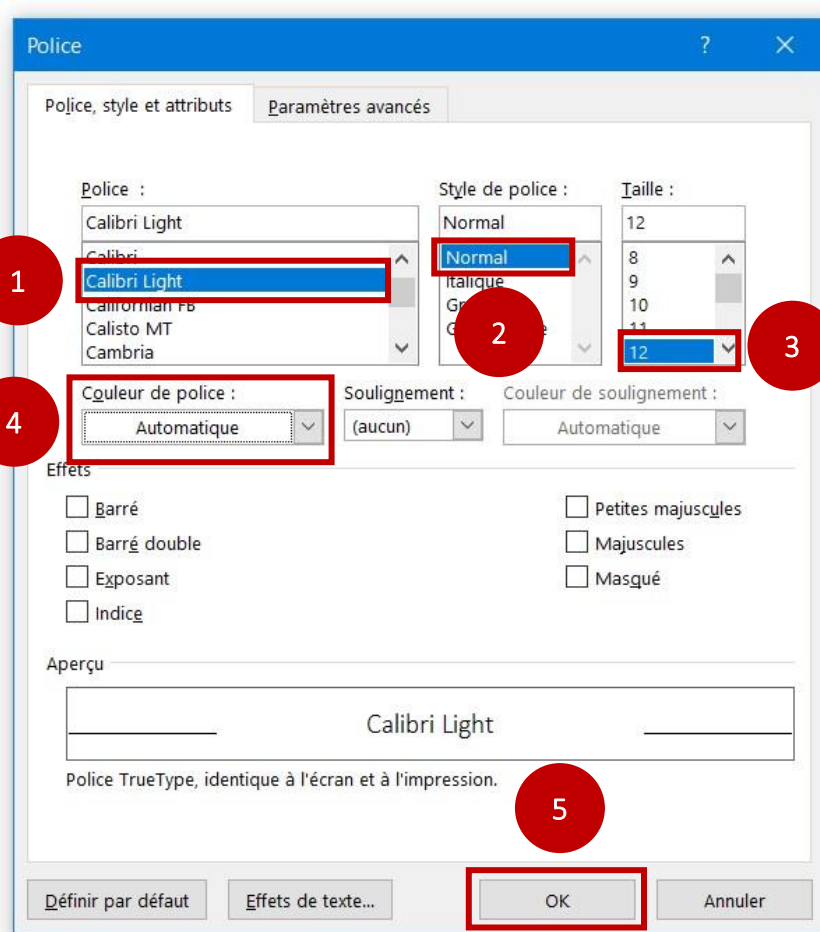 Police ?
Police, style et attributs Paramètres avancés
Police : Style de police : Taille :
Calibri Light Normal 12
Calibri Normal 8
1 Calibri Light Italique 9
Californian FB 10
Calisto MT 2 11
Cambria 12 3
Couleur de police : Soulignement : Couleur de soulignement :
4 Automatique (aucun) Automatique
Effets
Barré Petites majuscules
Barré double Majuscules
Exposant Masqué
Indice
Aperçu
Calibri Light
Police TrueType, identique à l'écran et à l'impression.
5
Définir par défaut Effets de texte... OK Annuler